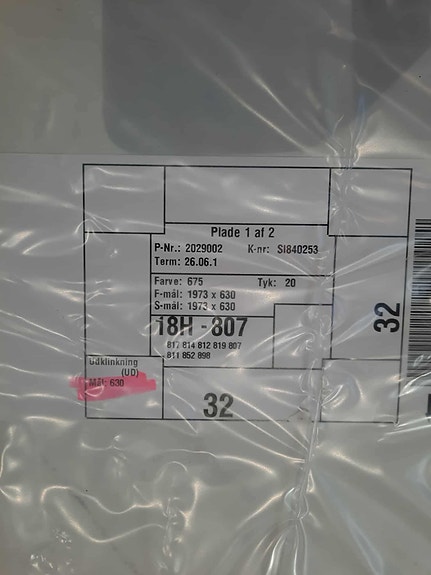 Plade 1 af 2
P-Nr.: 2029002 K-nr: SI840253
Term: 26.06.1
Farve: 675 Tyk: 20
F-mål: 1973 x 630
S-mål: 1973 x 630
18H - 807
817 814 812 819 807
811 852 898
32
Udklinkning
(UD)
Mål: 630
32